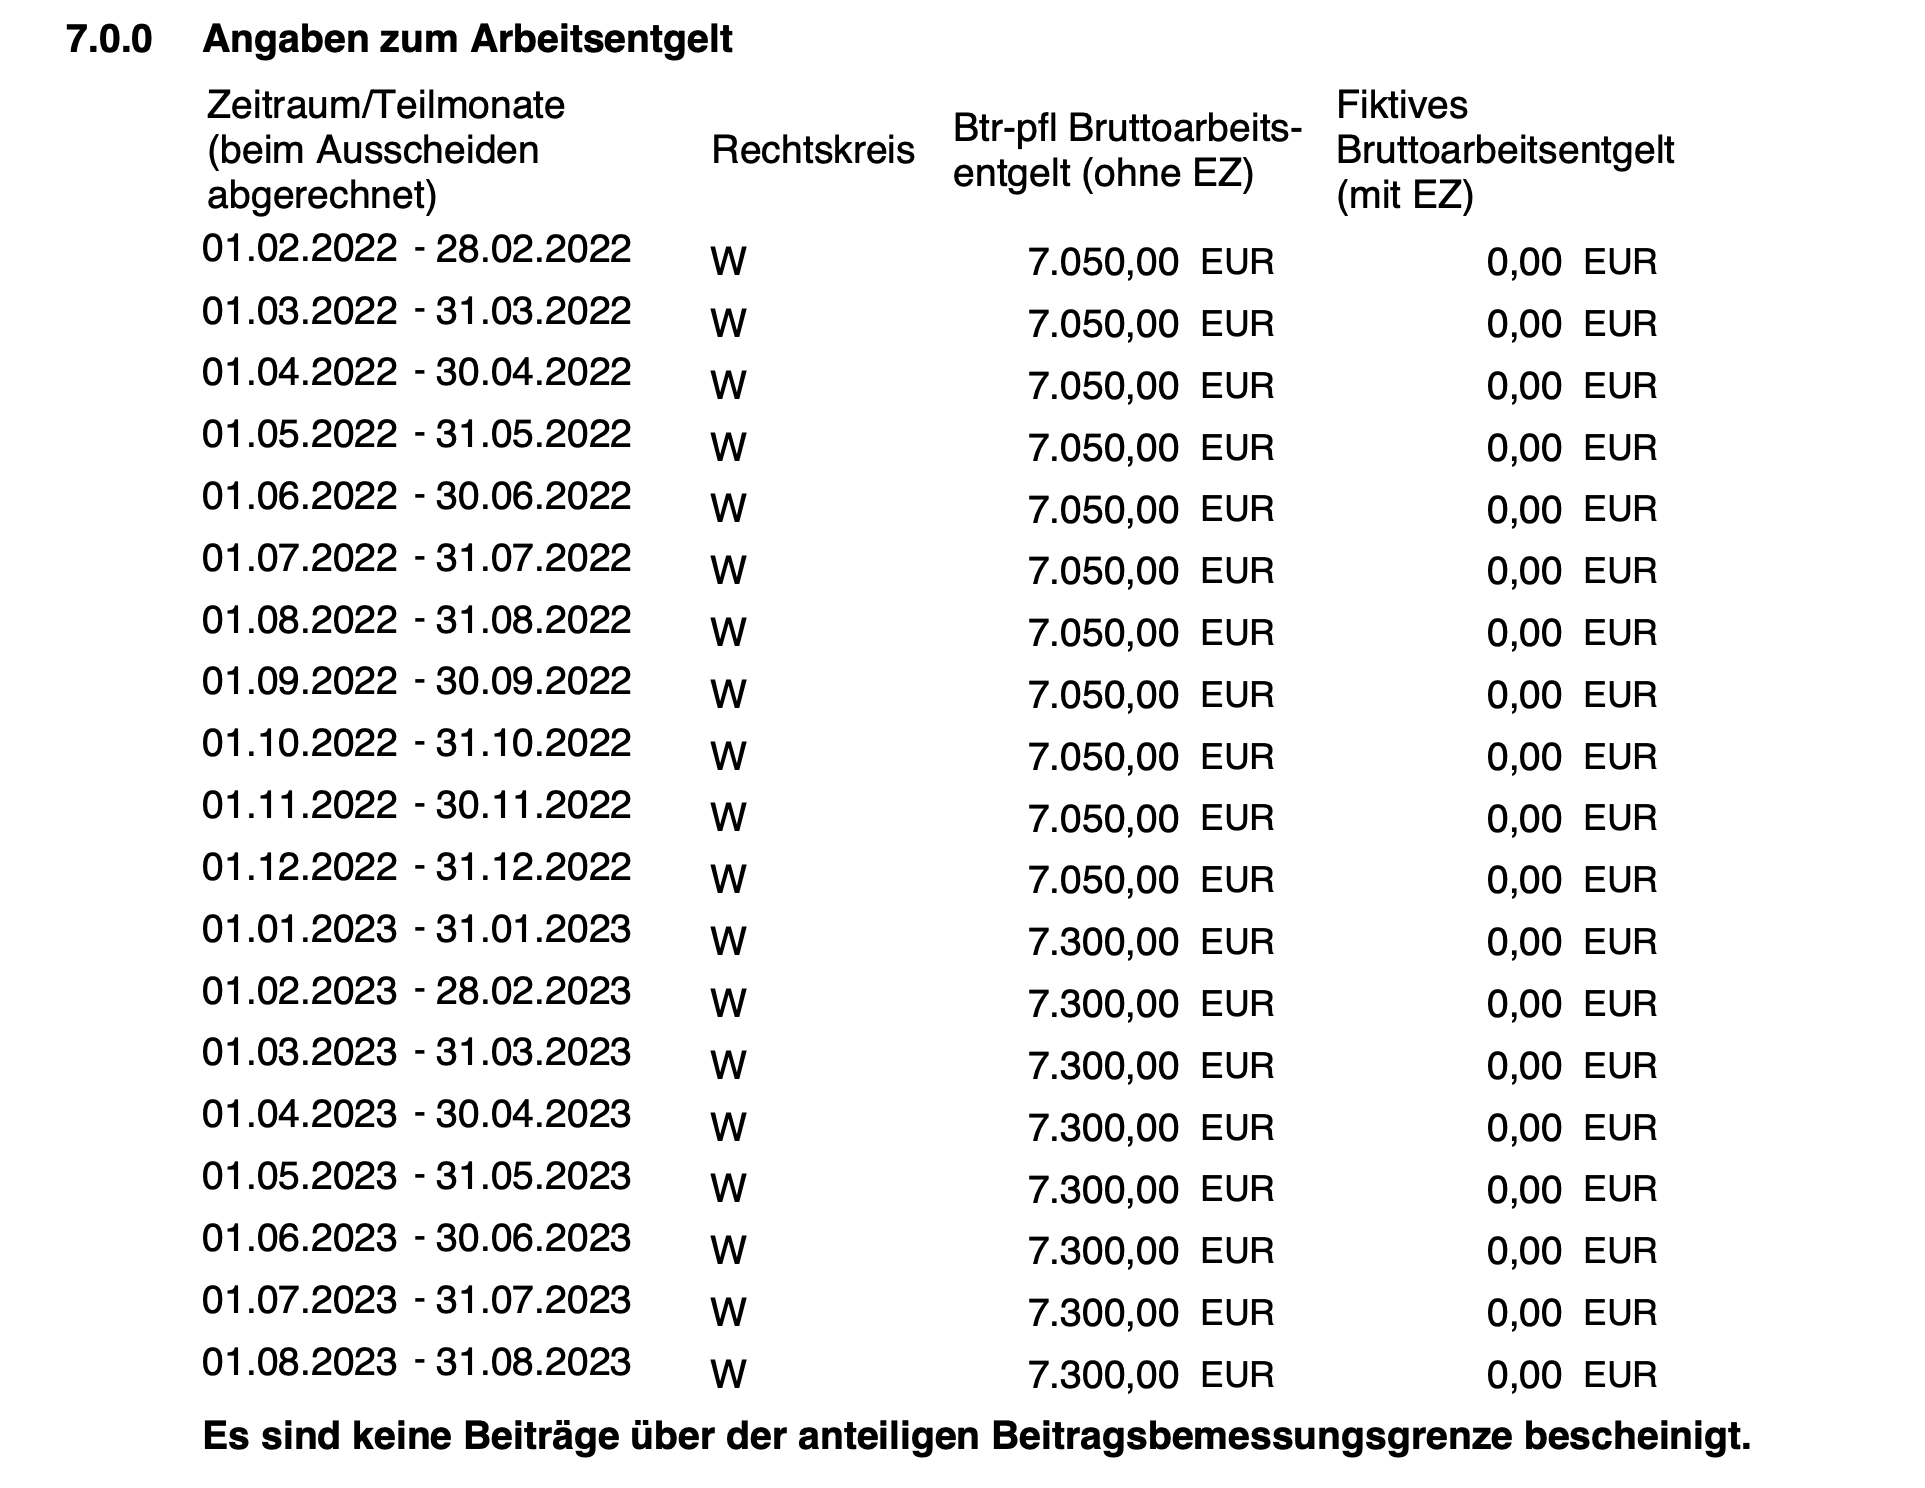 7.0.0 Angaben zum Arbeitsentgelt
Zeitraum/Teilmonate
(beim Ausscheiden
abgerechnet)
Rechtskreis
Btr-pfl Bruttoarbeits-
entgelt (ohne EZ)
Fiktives
Bruttoarbeitsentgelt
(mit EZ)
01.02.2022 - 28.02.2022 W 7.050,00 EUR 0,00 EUR
01.03.2022 - 31.03.2022 W 7.050,00 EUR 0,00 EUR
01.04.2022 - 30.04.2022 W 7.050,00 EUR 0,00 EUR
01.05.2022 - 31.05.2022 W 7.050,00 EUR 0,00 EUR
01.06.2022 - 30.06.2022 W 7.050,00 EUR 0,00 EUR
01.07.2022 - 31.07.2022 W 7.050,00 EUR 0,00 EUR
01.08.2022 - 31.08.2022 W 7.050,00 EUR 0,00 EUR
01.09.2022 - 30.09.2022 W 7.050,00 EUR 0,00 EUR
01.10.2022 - 31.10.2022 W 7.050,00 EUR 0,00 EUR
01.11.2022 - 30.11.2022 W 7.050,00 EUR 0,00 EUR
01.12.2022 - 31.12.2022 W 7.050,00 EUR 0,00 EUR
01.01.2023 - 31.01.2023 W 7.300,00 EUR 0,00 EUR
01.02.2023 - 28.02.2023 W 7.300,00 EUR 0,00 EUR
01.03.2023 - 31.03.2023 W 7.300,00 EUR 0,00 EUR
01.04.2023 - 30.04.2023 W 7.300,00 EUR 0,00 EUR
01.05.2023 - 31.05.2023 W 7.300,00 EUR 0,00 EUR
01.06.2023 - 30.06.2023 W 7.300,00 EUR 0,00 EUR
01.07.2023 - 31.07.2023 W 7.300,00 EUR 0,00 EUR
01.08.2023 - 31.08.2023 W 7.300,00 EUR 0,00 EUR
Es sind keine Beiträge über der anteiligen Beitragsbemessungsgrenze bescheinigt.